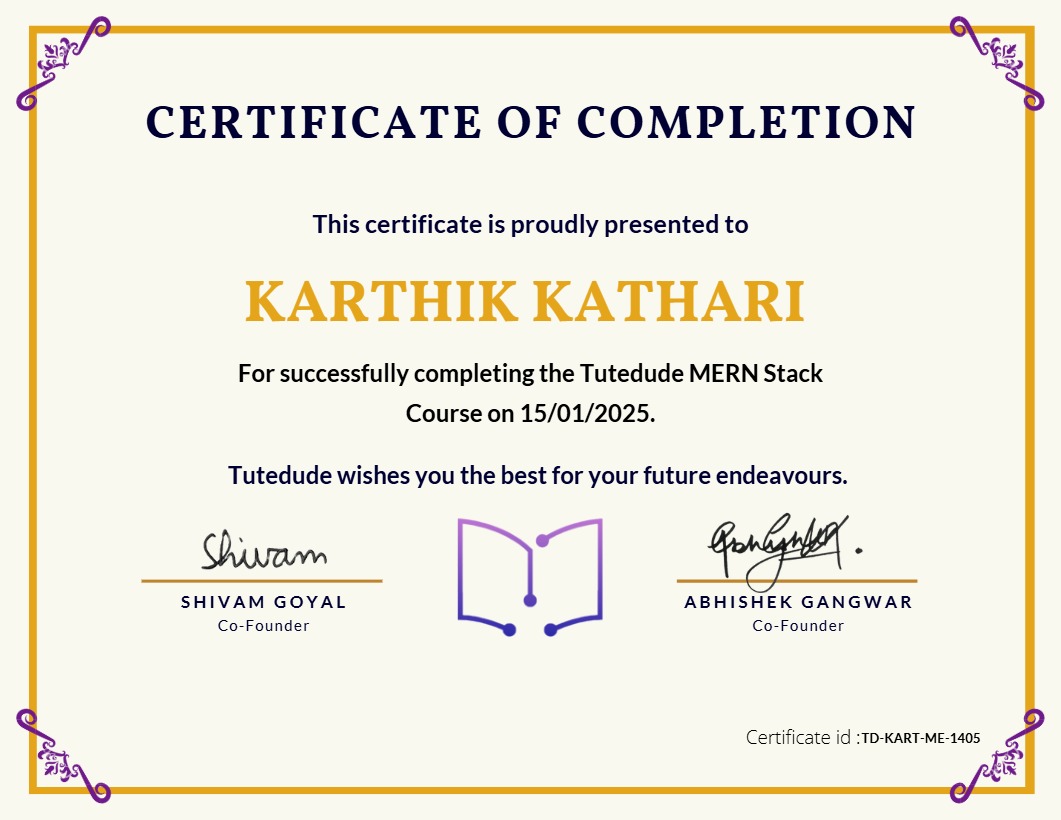 CERTIFICATE OF COMPLETION
This certificate is proudly presented to
KARTHIK KATHARI
For successfully completing the Tutedude MERN Stack
Course on 15/01/2025.
Tutedude wishes you the best for your future endeavours.
Shivam
SHIVAM GOYAL
Co-Founder
ABHISHEK GANGWAR
Co-Founder
Certificate id :TD-KART-ME-1405